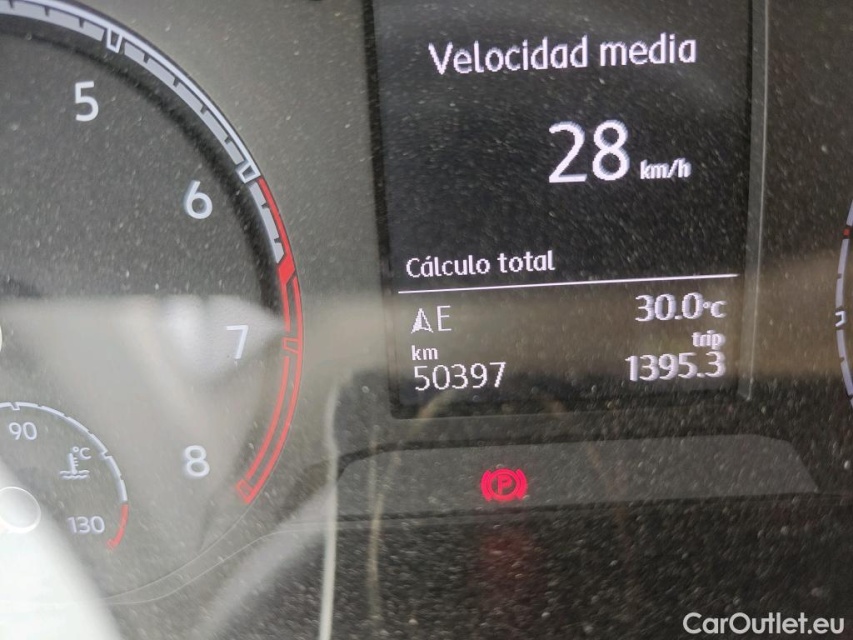 5
6
7
8
90
°C
130
Velocidad media
28 km/h
Cálculo total
E 30.0°C
km trip
50397 1395.3
P
CarOutlet.eu